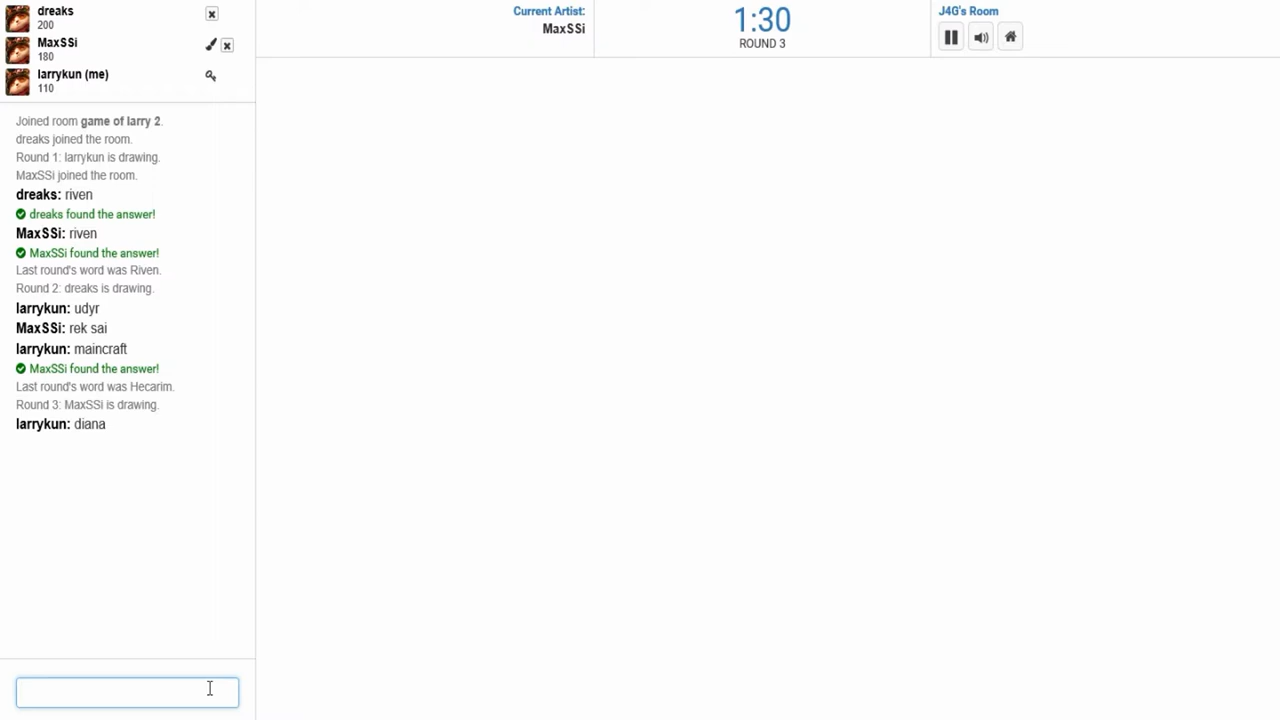 dreaks
200
MaxSSi
180
larrykun (me)
110
Current Artist:
MaxSSi
1:30
ROUND 3
J4G's Room
Joined room game of larry 2.
dreaks joined the room.
Round 1: larrykun is drawing.
MaxSSi joined the room.
dreaks: riven
dreaks found the answer!
MaxSSi: riven
MaxSSi found the answer!
Last round's word was Riven.
Round 2: dreaks is drawing.
larrykun: udyr
MaxSSi: rek sai
larrykun: maincraft
MaxSSi found the answer!
Last round's word was Hecarim.
Round 3: MaxSSi is drawing.
larrykun: diana